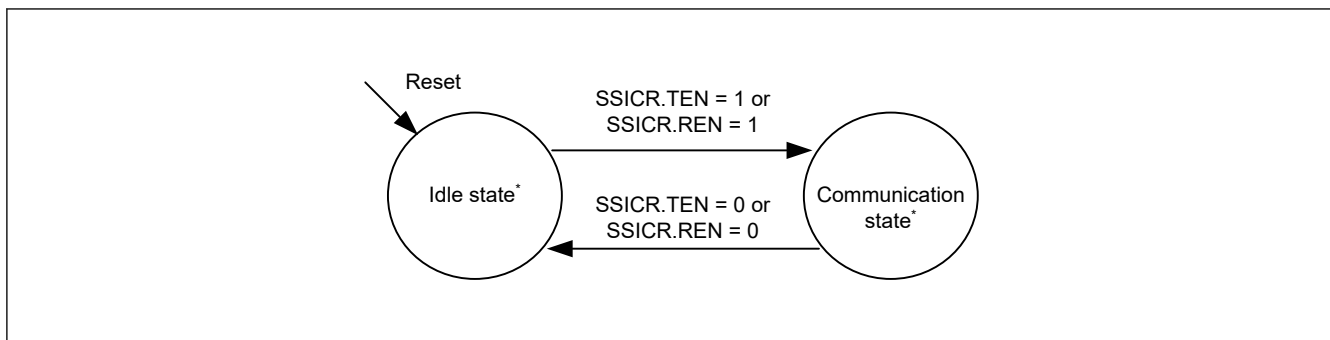 Reset
SSICR.TEN = 1 or
SSICR.REN = 1
Idle state*
Communication
state*
SSICR.TEN = 0 or
SSICR.REN = 0